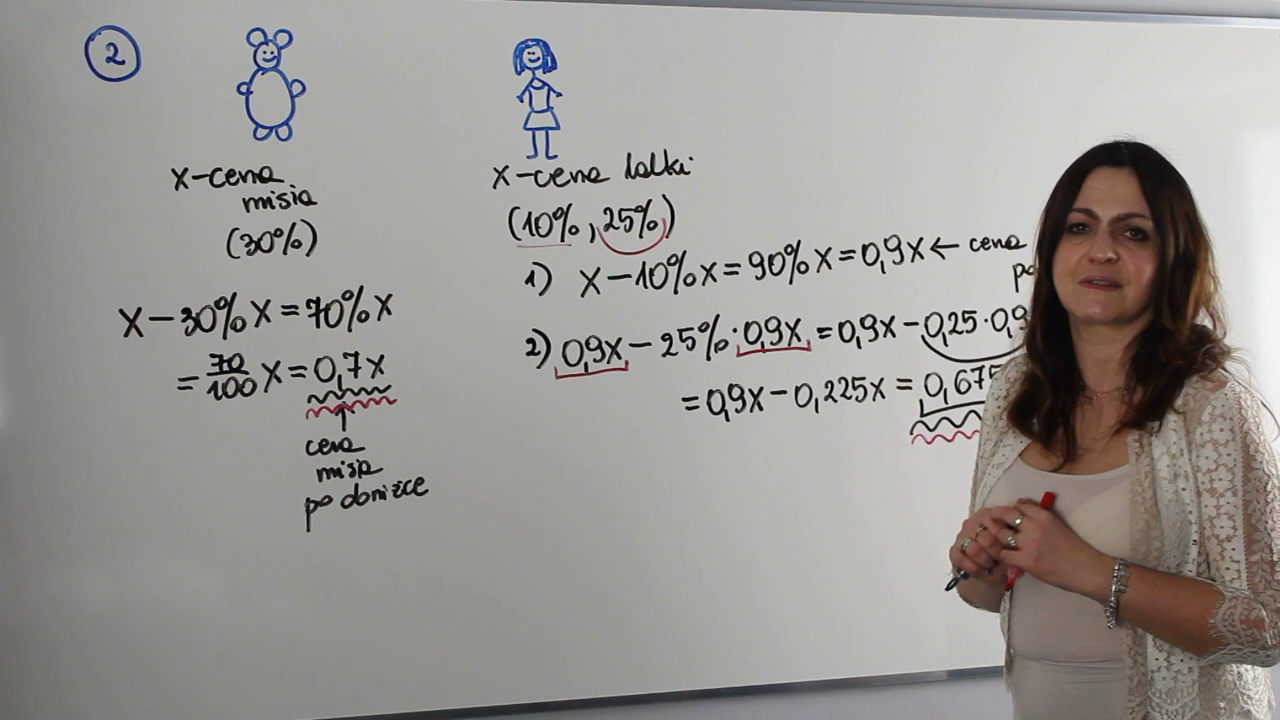 2
x-cena
misia
(30%)
x-30%x=70%x
=70/100x=0,7x
cena
misia
po obniżce
x-cena lalki
(10%, 25%)
1) x-10%x=90%x=0,9x← cena
2) 0,9x-25%·0,9x=0,9x-0,25·0,9
=0,9x-0,225x=0,675